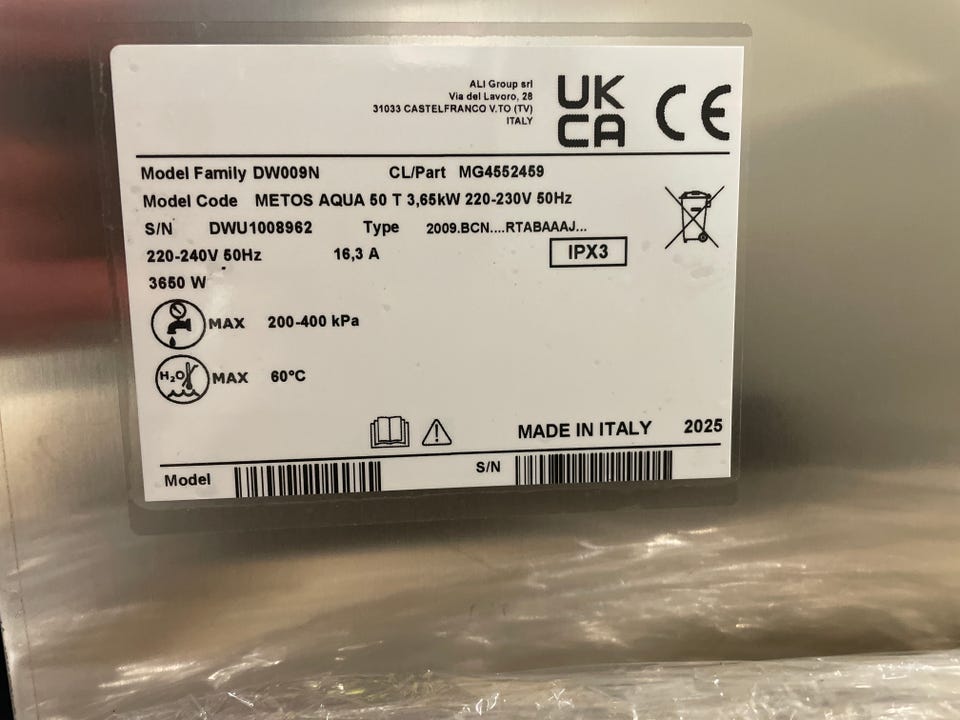 ALI Group srl
Via del Lavoro, 28
31033 CASTELFRANCO V.TO (TV)
ITALY
UK
CA
CE
Model Family DW009N CL/Part MG4552459
Model Code METOS AQUA 50 T 3,65kW 220-230V 50Hz
S/N DWU1008962 Type 2009.BCN....RTABAAAJ...
220-240V 50Hz 16,3 A IPX3
3650 W
MAX 200-400 kPa
H₂O MAX 60°C
MADE IN ITALY 2025
Model S/N